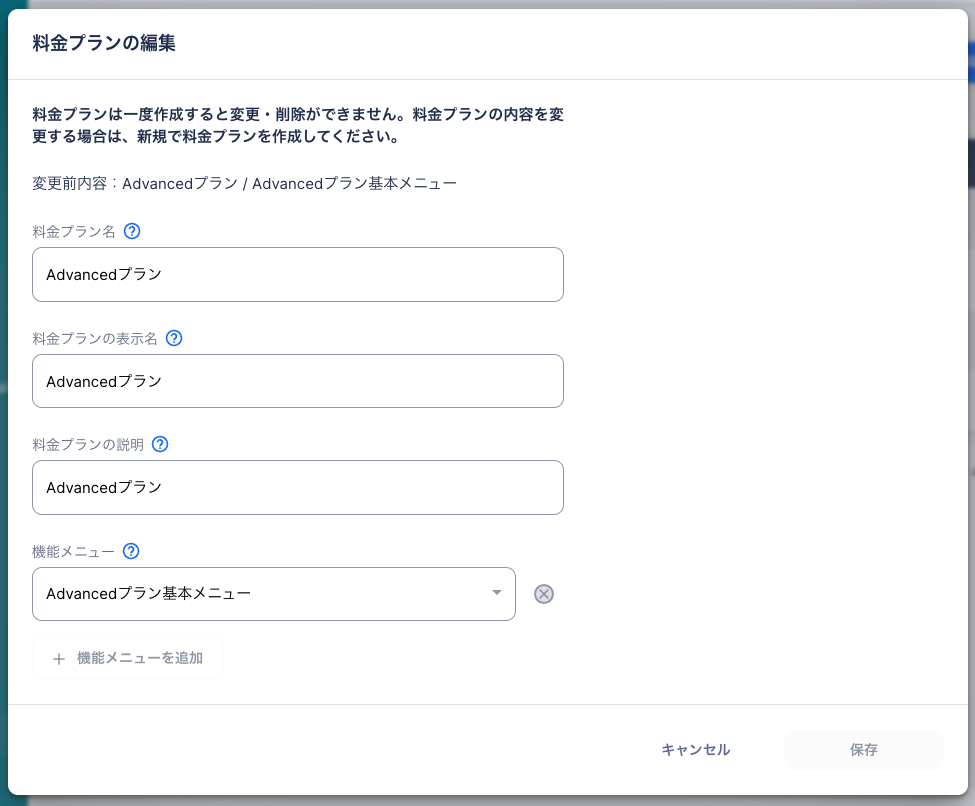 料金プランの編集
料金プランは一度作成すると変更・削除ができません。料金プランの内容を変
更する場合は、新規で料金プランを作成してください。
変更前内容：Advancedプラン / Advancedプラン基本メニュー
料金プラン名 ?
Advancedプラン
料金プランの表示名 ?
Advancedプラン
料金プランの説明 ?
Advancedプラン
機能メニュー ?
Advancedプラン基本メニュー
+ 機能メニューを追加
キャンセル
保存